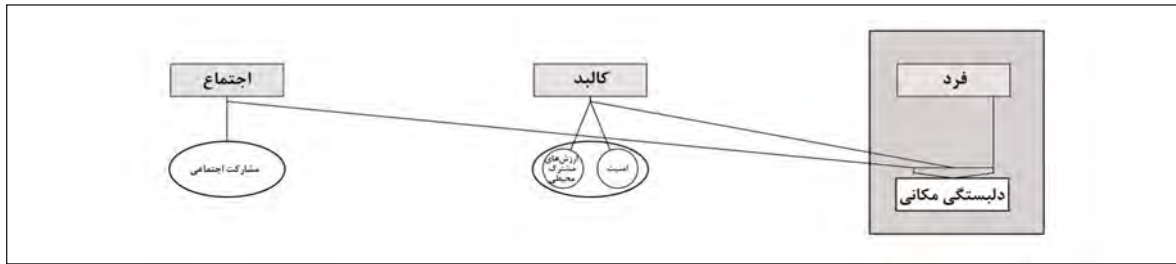 فرد
کالبد
اجتماع
امنیت
ارزش‌های
مشترک
محیطی
مشارکت اجتماعی
دلبستگی مکانی